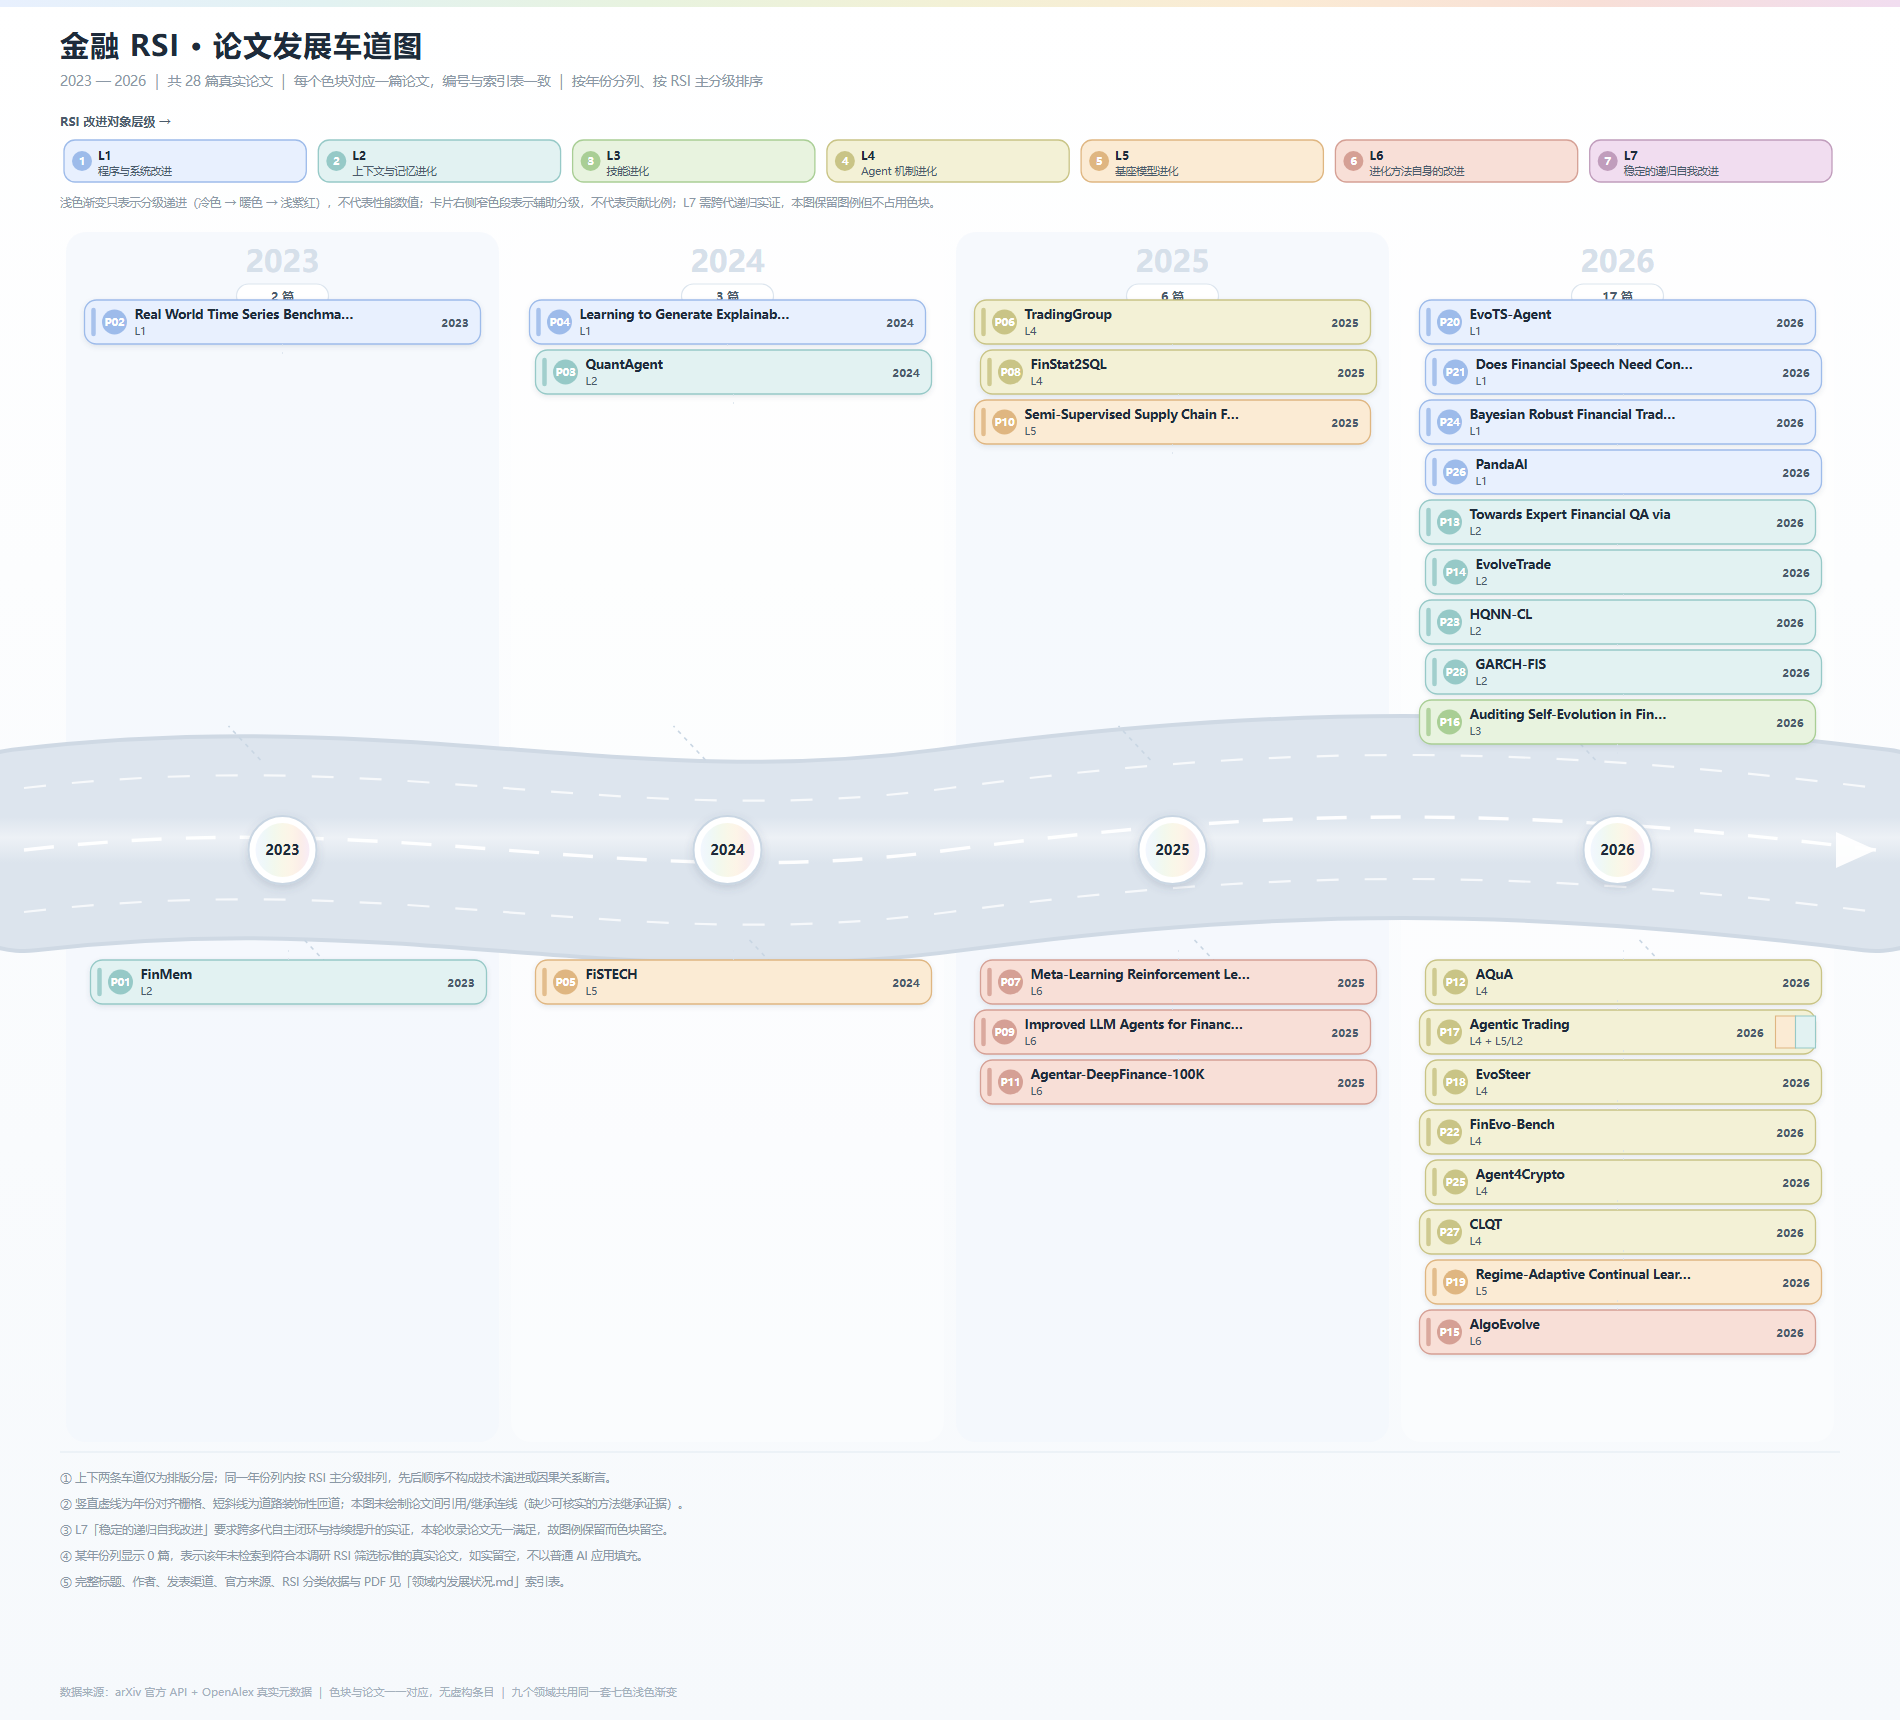 金融 RSI · 论文发展车道图
2023 — 2026 | 共 28 篇真实论文 | 每个色块对应一篇论文，编号与索引表一致 | 按年份分列、按 RSI 主分级排序
RSI 改进对象层级 →
1 L1
程序与系统改进
2 L2
上下文与记忆进化
3 L3
技能进化
4 L4
Agent 机制进化
5 L5
基座模型进化
6 L6
进化方法自身的改进
7 L7
稳定的递归自我改进
浅色渐变只表示分级递进（冷色 → 暖色 → 浅紫红），不代表性能数值；卡片右侧窄色段表示辅助分级，不代表贡献比例；L7 需跨代递归实证，本图保留图例但不占用色块。
2023
2 篇
P02 Real World Time Series Benchma... 2023
L1
2024
3 篇
P04 Learning to Generate Explainab... 2024
L1
P03 QuantAgent 2024
L2
2025
6 篇
P06 TradingGroup 2025
L4
P08 FinStat2SQL 2025
L4
P10 Semi-Supervised Supply Chain F... 2025
L5
2026
17 篇
P20 EvoTS-Agent 2026
L1
P21 Does Financial Speech Need Con... 2026
L1
P24 Bayesian Robust Financial Trad... 2026
L1
P26 PandaAI 2026
L1
P13 Towards Expert Financial QA via 2026
L2
P14 EvolveTrade 2026
L2
P23 HQNN-CL 2026
L2
P28 GARCH-FIS 2026
L2
P16 Auditing Self-Evolution in Fin... 2026
L3
2023
2024
2025
2026
P01 FinMem 2023
L2
P05 FiSTECH 2024
L5
P07 Meta-Learning Reinforcement Le... 2025
L6
P09 Improved LLM Agents for Financ... 2025
L6
P11 Agentar-DeepFinance-100K 2025
L6
P12 AQuA 2026
L4
P17 Agentic Trading 2026
L4 + L5/L2
P18 EvoSteer 2026
L4
P22 FinEvo-Bench 2026
L4
P25 Agent4Crypto 2026
L4
P27 CLQT 2026
L4
P19 Regime-Adaptive Continual Lear... 2026
L5
P15 AlgoEvolve 2026
L6
① 上下两条车道仅为排版分层；同一年份列内按 RSI 主分级排列，先后顺序不构成技术演进或因果关系断言。
② 竖直虚线为年份对齐栅格、短斜线为道路装饰性匝道；本图未绘制论文间引用/继承连线（缺少可核实的方法继承证据）。
③ L7「稳定的递归自我改进」要求跨多代自主闭环与持续提升的实证，本轮收录论文无一满足，故图例保留而色块留空。
④ 某年份列显示 0 篇，表示该年未检索到符合本调研 RSI 筛选标准的真实论文，如实留空，不以普通 AI 应用填充。
⑤ 完整标题、作者、发表渠道、官方来源、RSI 分类依据与 PDF 见「领域内发展状况.md」索引表。
数据来源：arXiv 官方 API + OpenAlex 真实元数据 | 色块与论文一一对应，无虚构条目 | 九个领域共用同一套七色浅色渐变